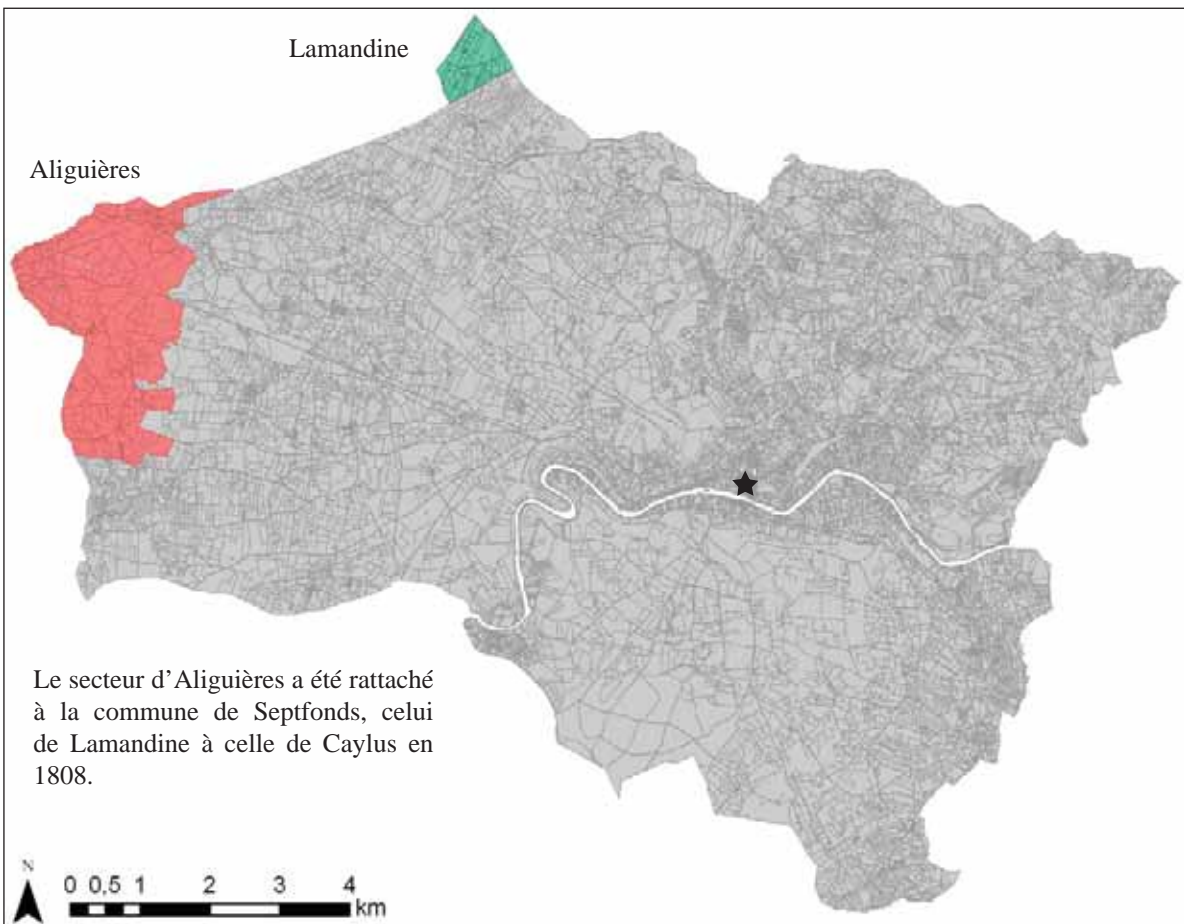 Lamandine
Aliguières
Le secteur d'Aliguières a été rattaché
à la commune de Septfonds, celui
de Lamandine à celle de Caylus en
1808.
N
0 0,5 1 2 3 4
km